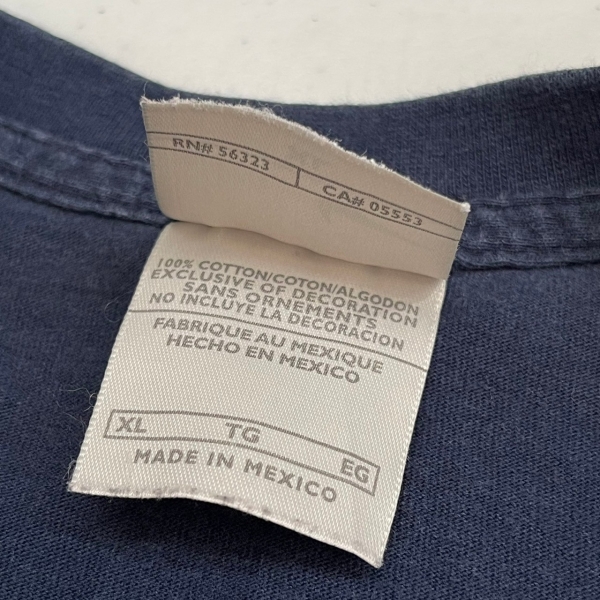 RN# 56323 CA# 05553
100% COTTON/COTON/ALGODON
EXCLUSIVE OF DECORATION
SANS ORNEMENTS
NO INCLUYE LA DECORACION
FABRIQUE AU MEXIQUE
HECHO EN MEXICO
XL TG EG
MADE IN MEXICO